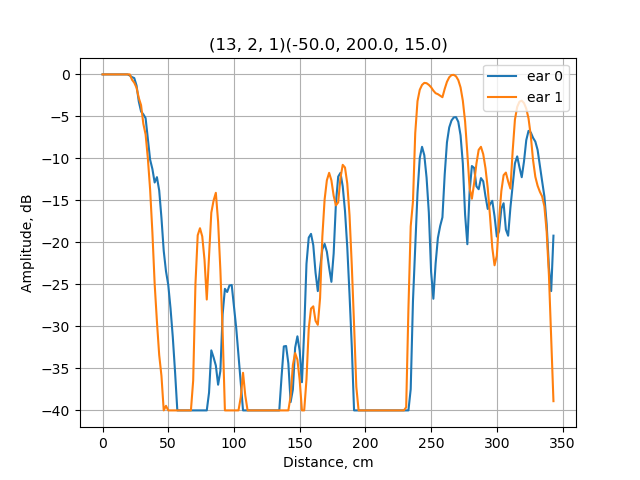 (13, 2, 1)(-50.0, 200.0, 15.0)
ear 0
ear 1
0
−5
−10
−15
−20
−25
−30
−35
−40
Amplitude, dB
0 50 100 150 200 250 300 350
Distance, cm